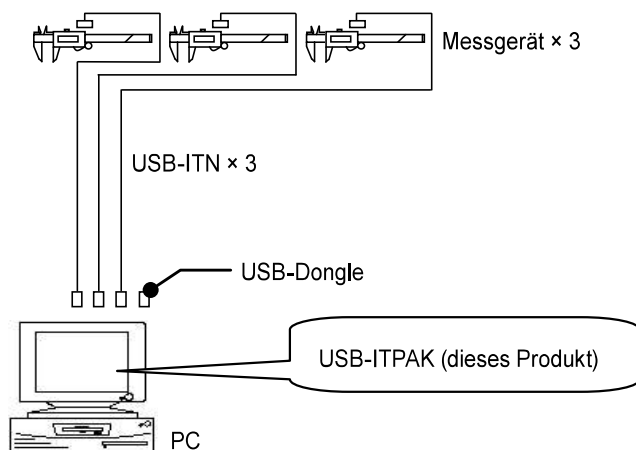 Messgerät × 3
USB-ITN × 3
USB-Dongle
USB-ITPAK (dieses Produkt)
PC